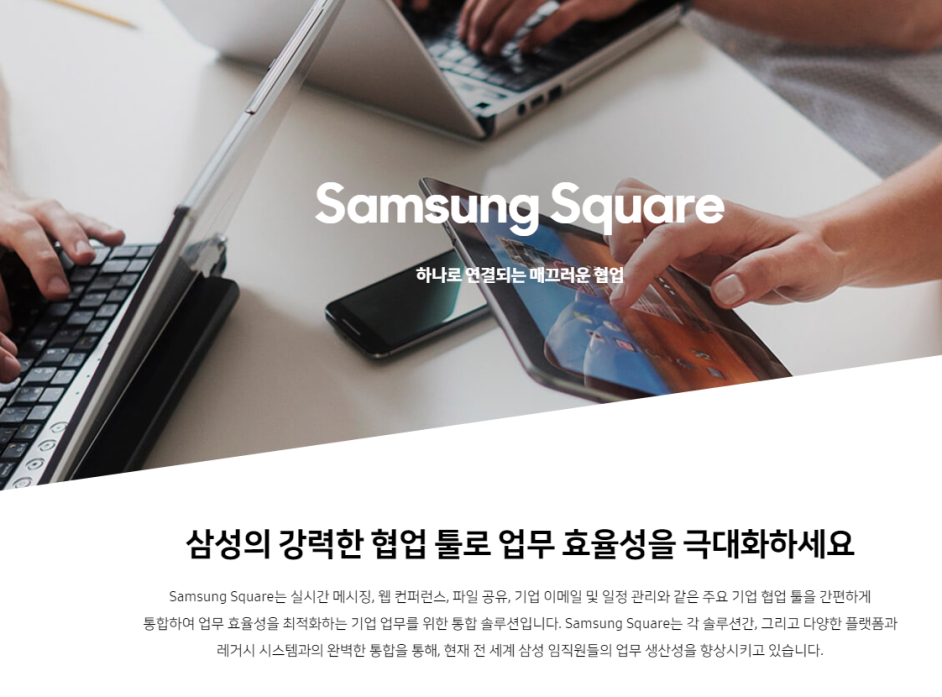 Samsung Square
하나로 연결되는 매끄러운 협업
삼성의 강력한 협업 툴로 업무 효율성을 극대화하세요
Samsung Square는 실시간 메시징, 웹 컨퍼런스, 파일 공유, 기업 이메일 및 일정 관리와 같은 주요 기업 협업 툴을 간편하게
통합하여 업무 효율성을 최적화하는 기업 업무를 위한 통합 솔루션입니다. Samsung Square는 각 솔루션간, 그리고 다양한 플랫폼과
레거시 시스템과의 완벽한 통합을 통해, 현재 전 세계 삼성 임직원들의 업무 생산성을 향상시키고 있습니다.